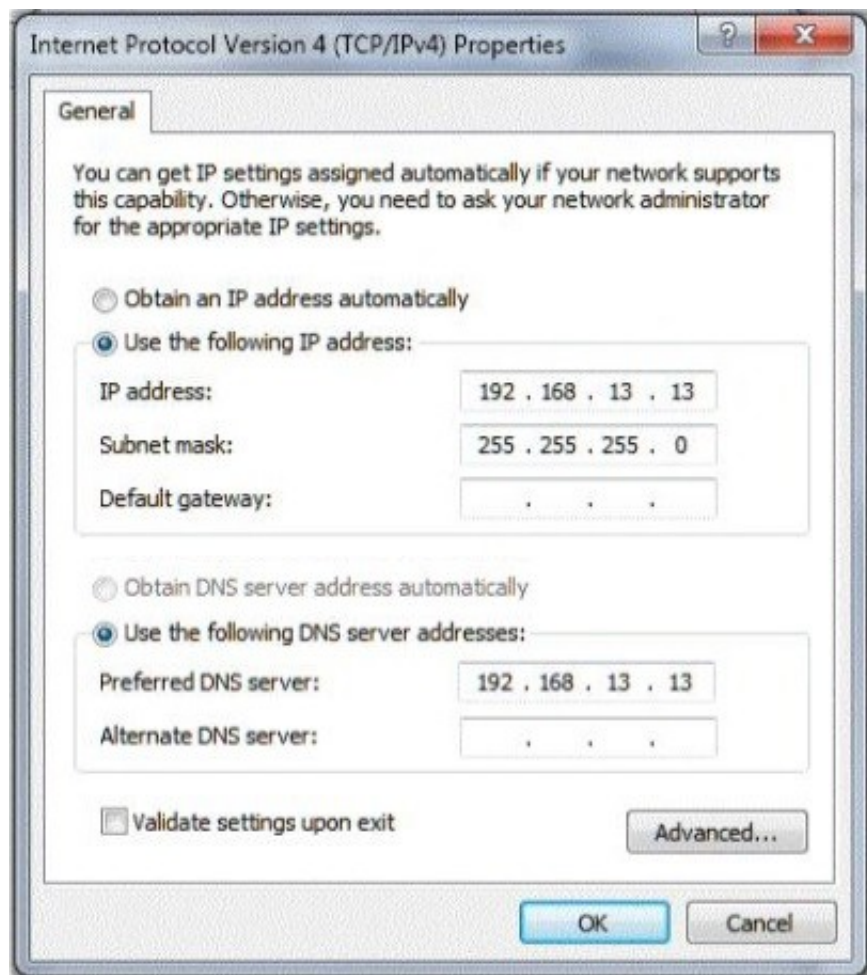 Internet Protocol Version 4 (TCP/IPv4) Properties
?
General
You can get IP settings assigned automatically if your network supports
this capability. Otherwise, you need to ask your network administrator
for the appropriate IP settings.
Obtain an IP address automatically
Use the following IP address:
IP address: 192 . 168 . 13 . 13
Subnet mask: 255 . 255 . 255 . 0
Default gateway: . . .
Obtain DNS server address automatically
Use the following DNS server addresses:
Preferred DNS server: 192 . 168 . 13 . 13
Alternate DNS server: . . .
Validate settings upon exit
Advanced...
OK Cancel